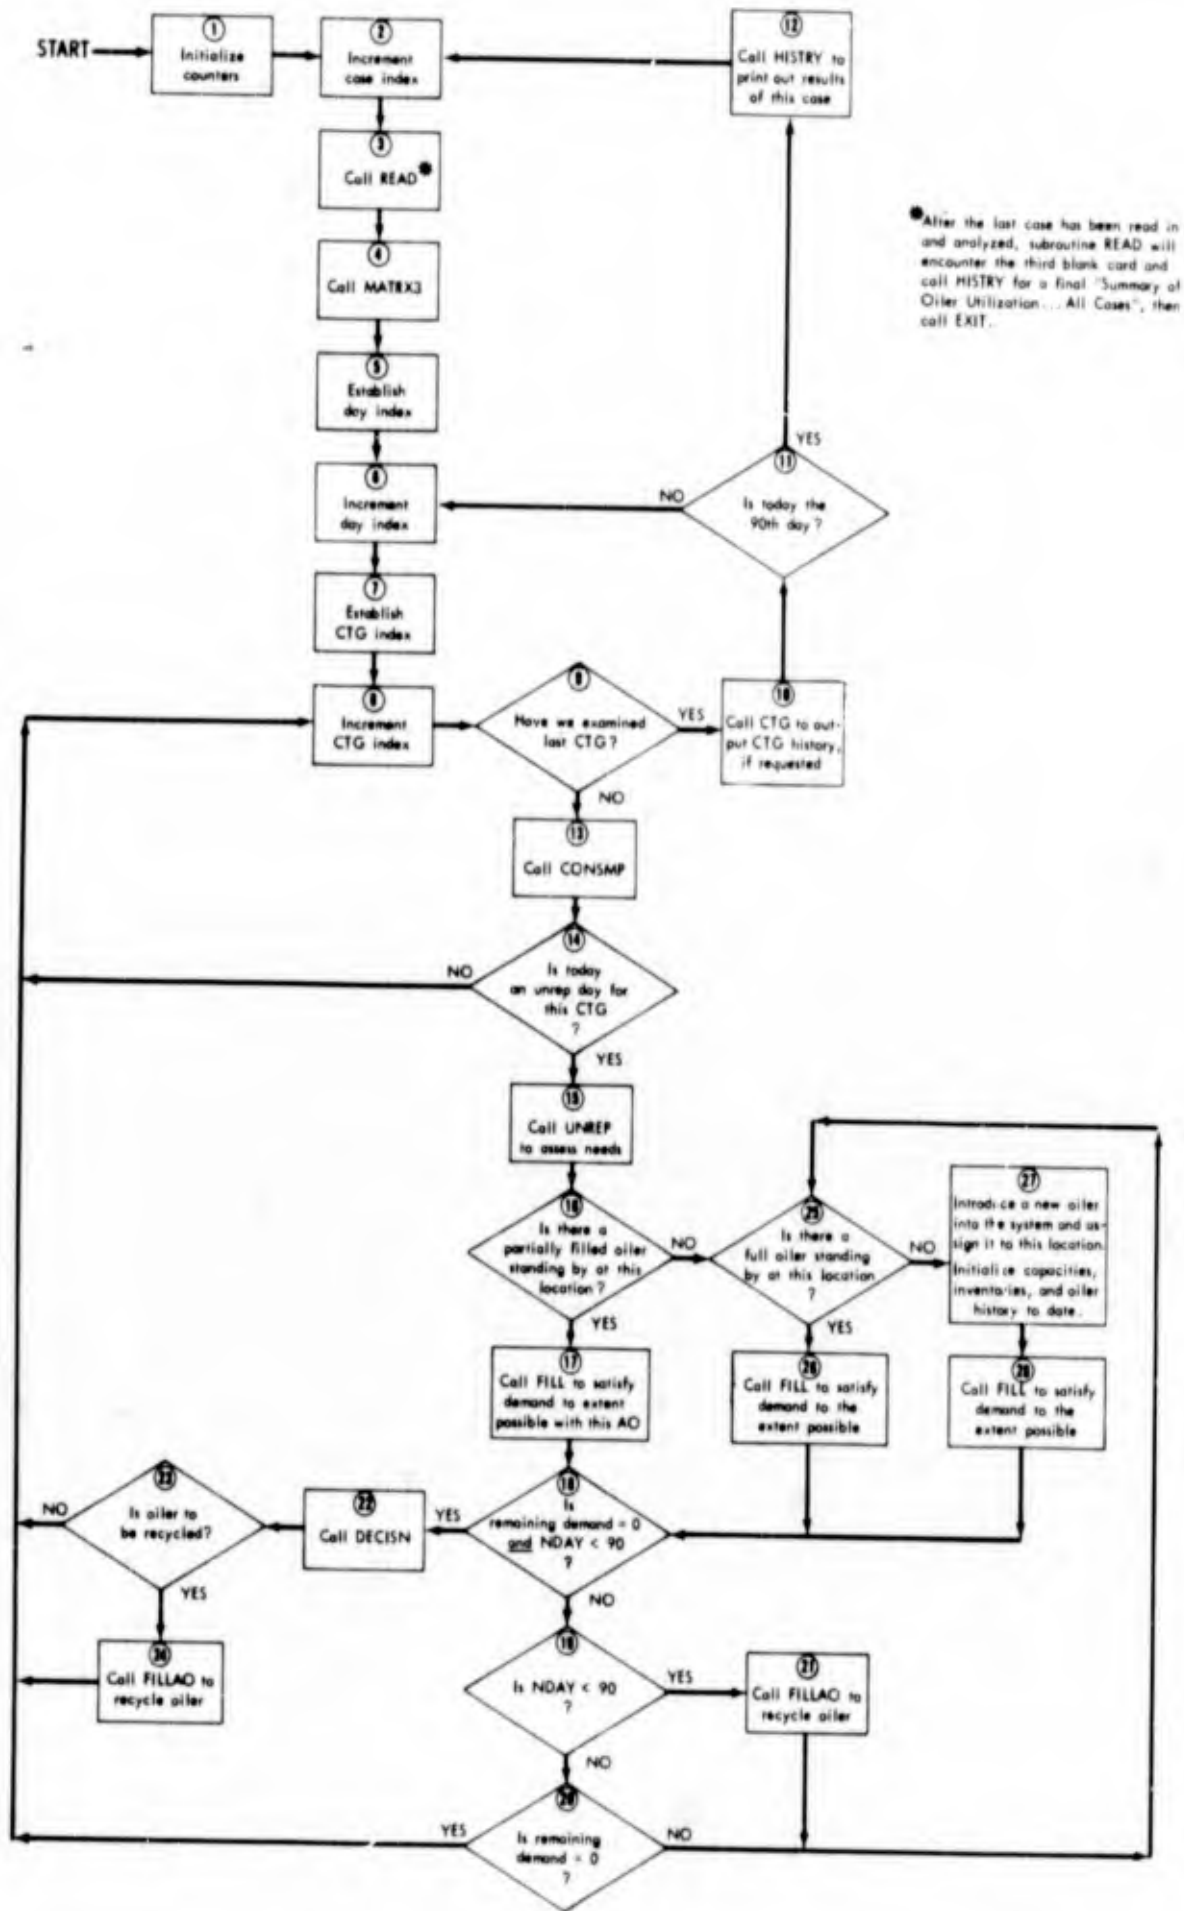 START
1
Initialize
counters
2
Increment
case index
12
Call HISTRY to
print out results
of this case
3
Call READ*
*After the last case has been read in
and analyzed, subroutine READ will
encounter the third blank card and
call HISTRY for a final "Summary of
Oiler Utilization... All Cases", then
call EXIT.
4
Call MATRX3
5
Establish
day index
YES
11
Is today the
90th day?
NO
6
Increment
day index
7
Establish
CTG index
8
Increment
CTG index
9
Have we examined
last CTG?
YES
10
Call CTG to out-
put CTG history,
if requested
NO
13
Call CONSMP
14
Is today
an unrep day for
this CTG
?
NO
YES
15
Call UNREP
to assess needs
16
Is there a
partially filled oiler
standing by at this
location?
NO
25
Is there a
full oiler standing
by at this location
?
NO
27
Introduce a new oiler
into the system and as-
sign it to this location.
Initialize capacities,
inventories, and oiler
history to date.
YES
YES
17
Call FILL to satisfy
demand to extent
possible with this AO
26
Call FILL to satisfy
demand to the
extent possible
Call FILL to satisfy
demand to the
extent possible
18
Is
remaining demand = 0
and NDAY < 90
?
YES
22
Call DECISN
23
Is oiler to
be recycled?
NO
YES
NO
Call FILLAO to
recycle oiler
19
Is NDAY < 90
?
YES
21
Call FILLAO to
recycle oiler
NO
20
Is remaining
demand = 0
?
YES
NO